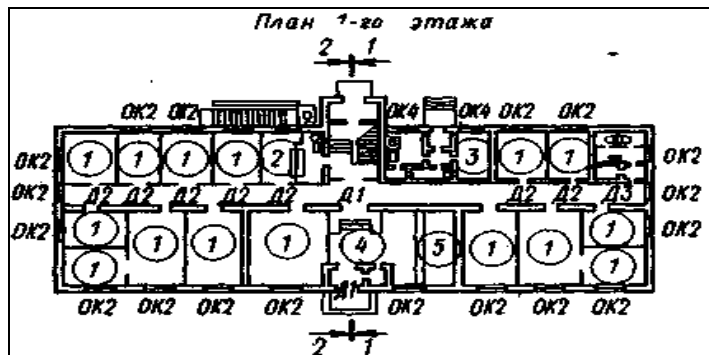 План 1-го этажа
2 1
ОК2 ОК2 ОК4 ОК4 ОК2 ОК2
ОК2 1 1 1 1 2 3 1 1 ОК2
ОК2 Д2 Д2 Д2 Д2 Д2 Д1 Д2 Д2 Д3 ОК2
ОК2 1 1 1 1 4 5 1 1 1 ОК2
1 1
Д1
ОК2 ОК2 ОК2 ОК2 ОК2 ОК2 ОК2 ОК2
2 1